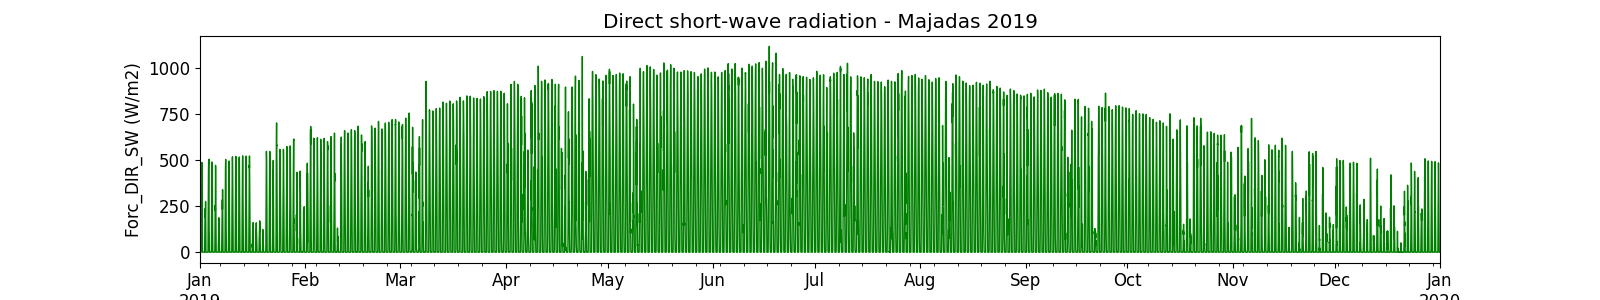 Direct short-wave radiation - Majadas 2019
Forc_DIR_SW (W/m2)
1000
750
500
250
0
Jan Feb Mar Apr May Jun Jul Aug Sep Oct Nov Dec Jan
2019 2020